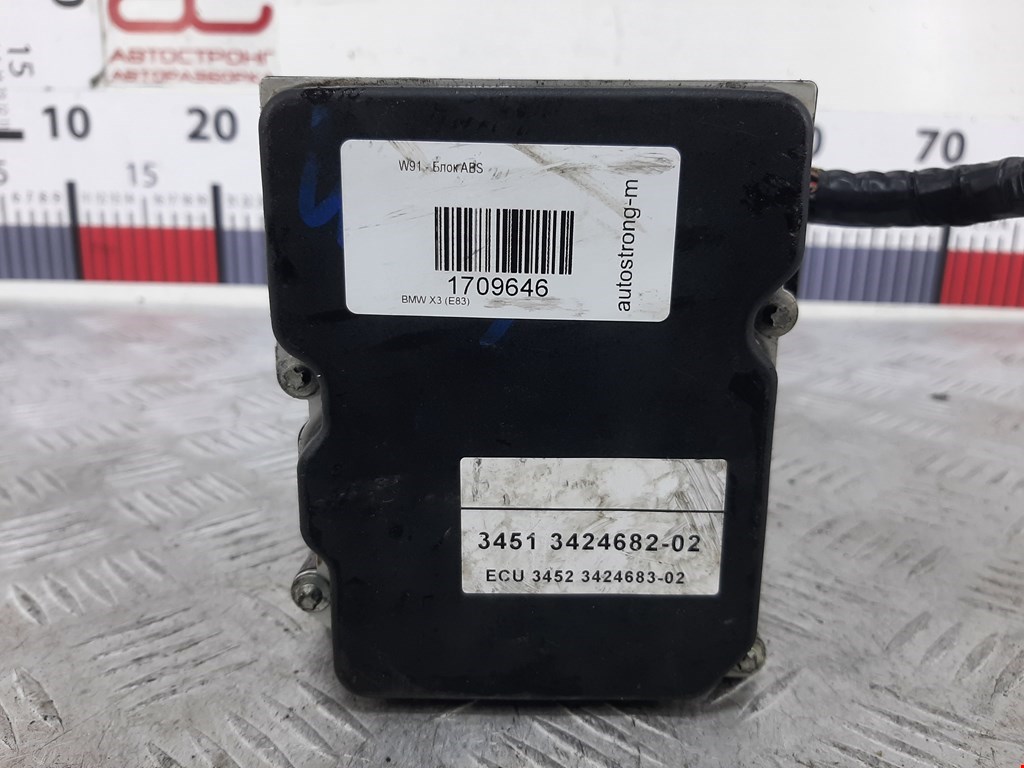 АВТОСТРОНГ
АВТОРАЗБОРК
15
10
20
70
5
15
W91 - Блок ABS
1709646
BMW X3 (E83)
autostrong-m
3451 3424682-02
ECU 3452 3424683-02